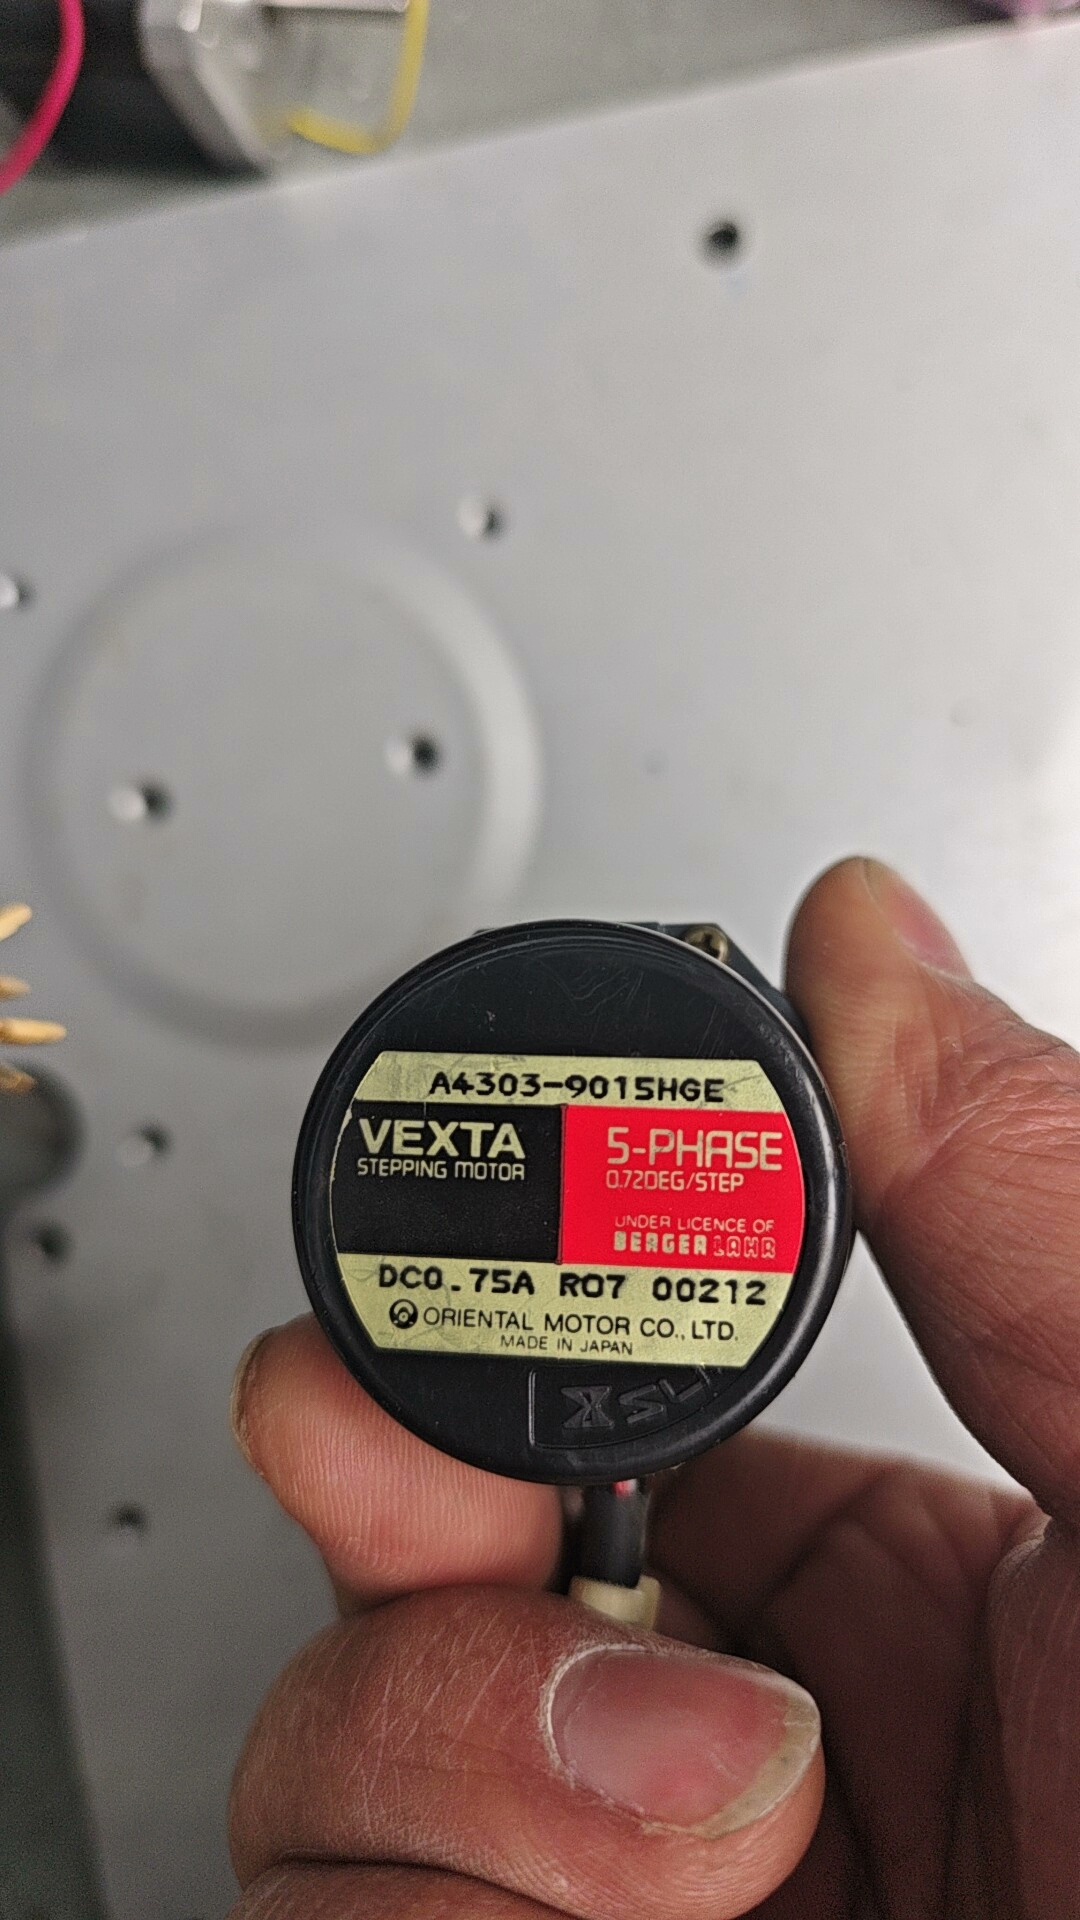 A4303-9015HGE
VEXTA
STEPPING MOTOR
5-PHASE
0.72DEG/STEP
UNDER LICENCE OF
BERGER LAHR
DC0.75A R07 00212
ORIENTAL MOTOR CO., LTD.
MADE IN JAPAN